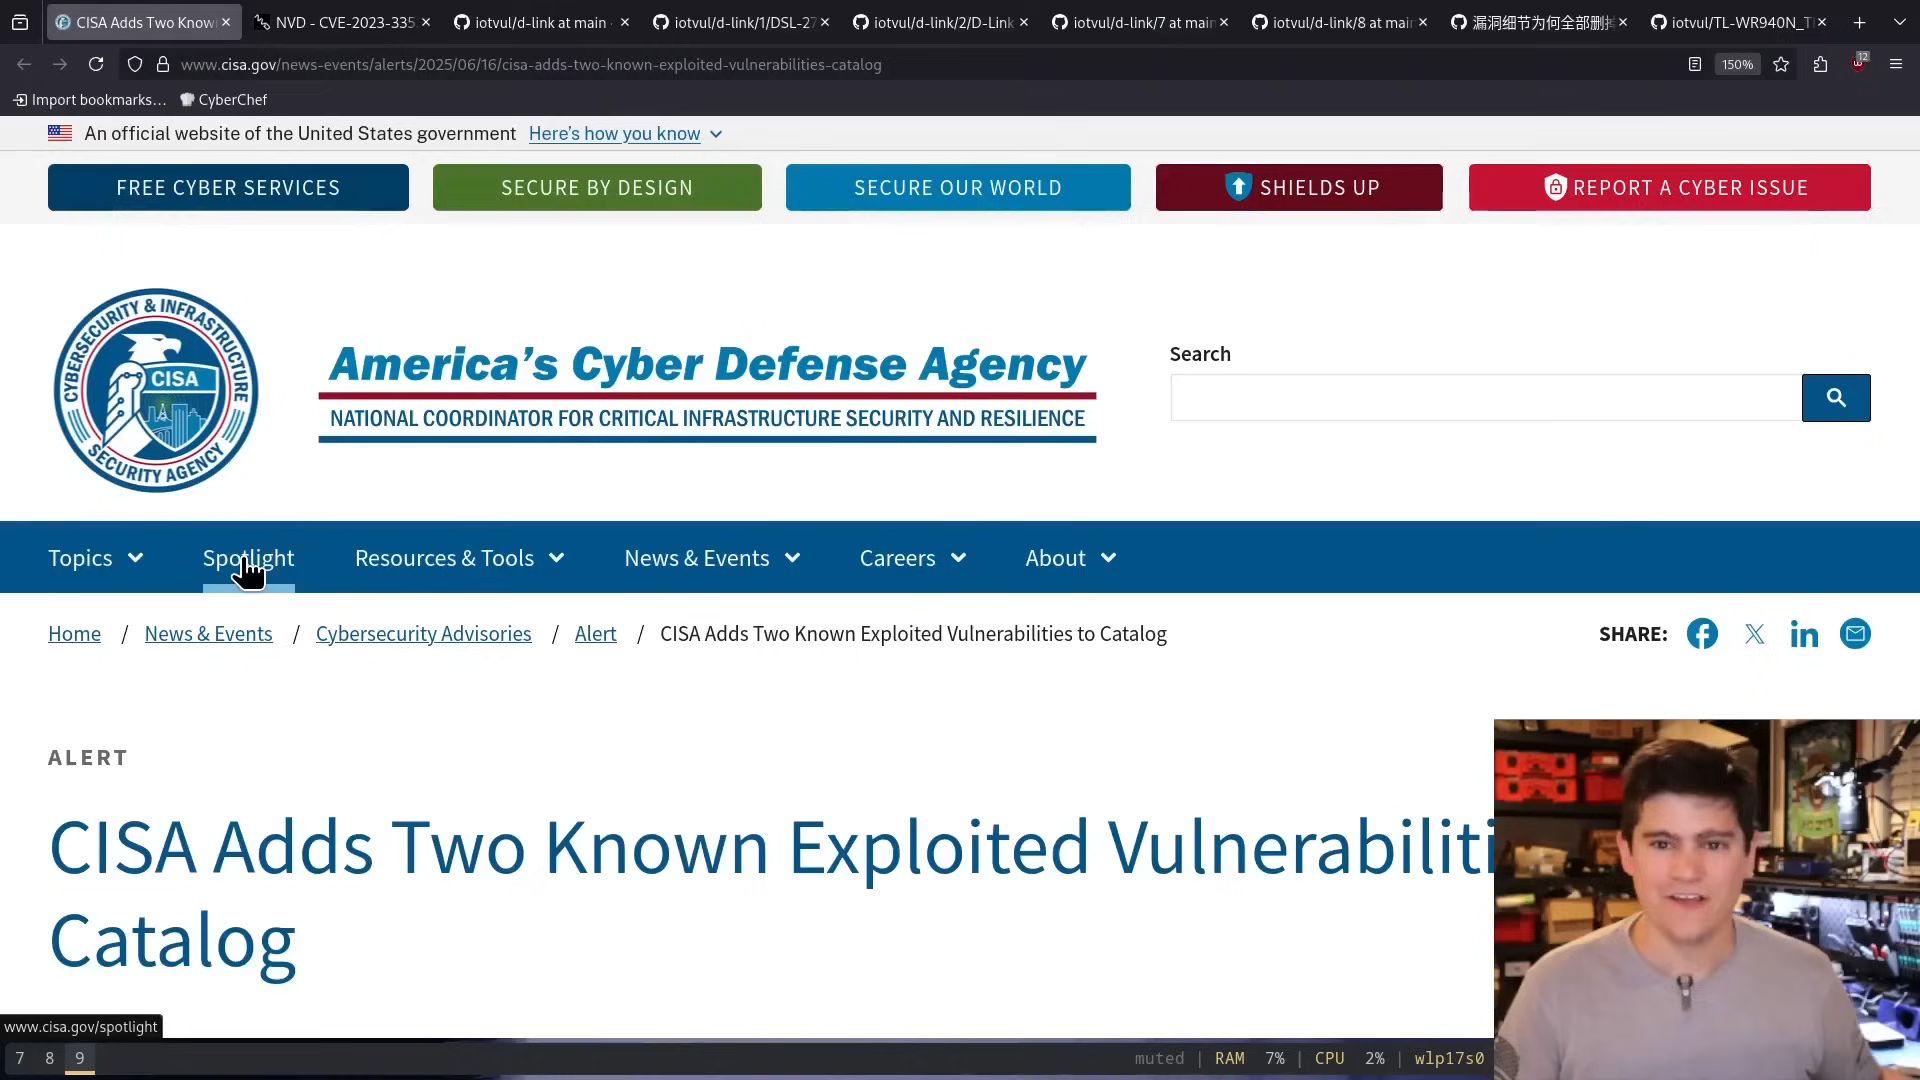 CISA Adds Two Known
NVD - CVE-2023-335
iotvul/d-link at main ·
iotvul/d-link/1/DSL-27
iotvul/d-link/2/D-Link
iotvul/d-link/7 at main
iotvul/d-link/8 at mai
漏洞细节为何全部删
iotvul/TL-WR940N_T
www.cisa.gov/news-events/alerts/2025/06/16/cisa-adds-two-known-exploited-vulnerabilities-catalog
150%
12
Import bookmarks...
CyberChef
An official website of the United States government Here's how you know
FREE CYBER SERVICES
SECURE BY DESIGN
SECURE OUR WORLD
SHIELDS UP
REPORT A CYBER ISSUE
CYBERSECURITY & INFRASTRUCTURE
CISA
SECURITY AGENCY
America's Cyber Defense Agency
NATIONAL COORDINATOR FOR CRITICAL INFRASTRUCTURE SECURITY AND RESILIENCE
Search
Topics
Spotlight
Resources & Tools
News & Events
Careers
About
Home / News & Events / Cybersecurity Advisories / Alert / CISA Adds Two Known Exploited Vulnerabilities to Catalog
SHARE:
ALERT
CISA Adds Two Known Exploited Vulnerabiliti
Catalog
www.cisa.gov/spotlight
7 8 9
muted | RAM 7% | CPU 2% | wlp17s0